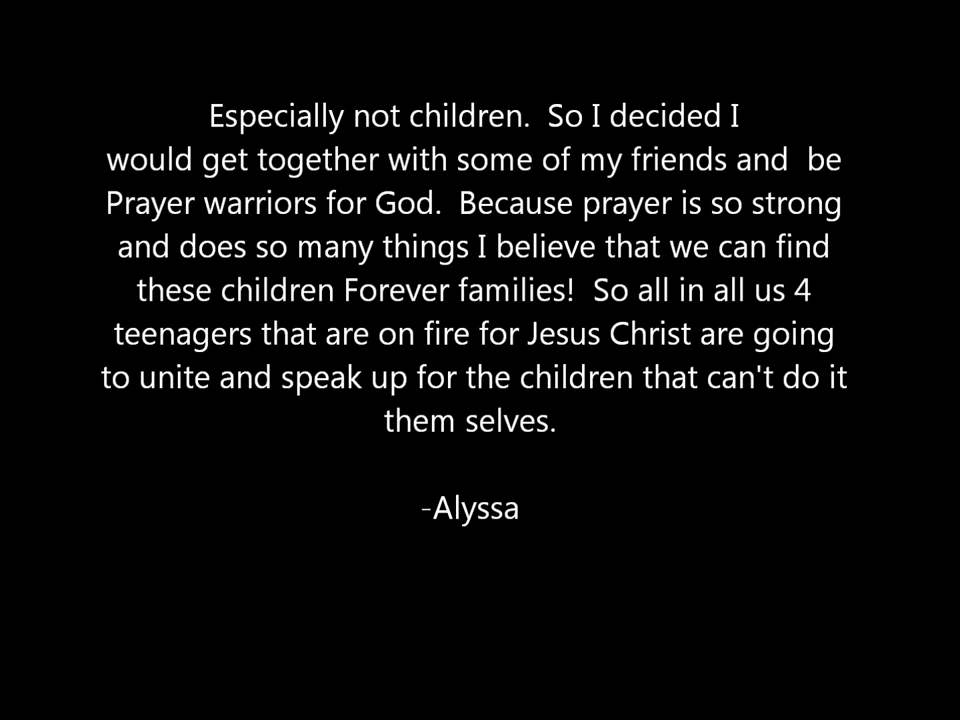 Especially not children.  So I decided I
would get together with some of my friends and  be
Prayer warriors for God.  Because prayer is so strong
and does so many things I believe that we can find
these children Forever families!  So all in all us 4
teenagers that are on fire for Jesus Christ are going
to unite and speak up for the children that can't do it
them selves.
-Alyssa